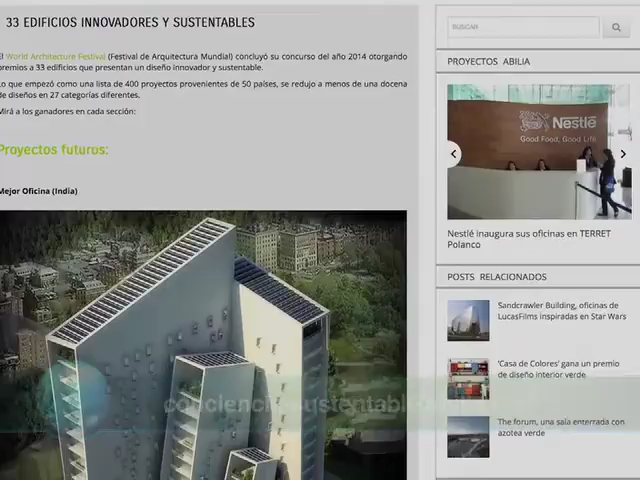 33 EDIFICIOS INNOVADORES Y SUSTENTABLES
El World Architecture Festival (Festival de Arquitectura Mundial) concluyó su concurso del año 2014 otorgando
premios a 33 edificios que presentan un diseño innovador y sustentable.
Lo que empezó como una lista de 400 proyectos provenientes de 50 países, se redujo a menos de una docena
de diseños en 27 categorías diferentes.
Mirá a los ganadores en cada sección:
Proyectos futuros:
Mejor Oficina (India)
conciencia sustentable
BUSCAR
PROYECTOS ABILIA
Nestlé
Good Food, Good Life
Nestlé inaugura sus oficinas en TERRET
Polanco
POSTS RELACIONADOS
Sandcrawler Building, oficinas de
LucasFilms inspiradas en Star Wars
'Casa de Colores' gana un premio
de diseño interior verde
The forum, una sala enterrada con
azotea verde